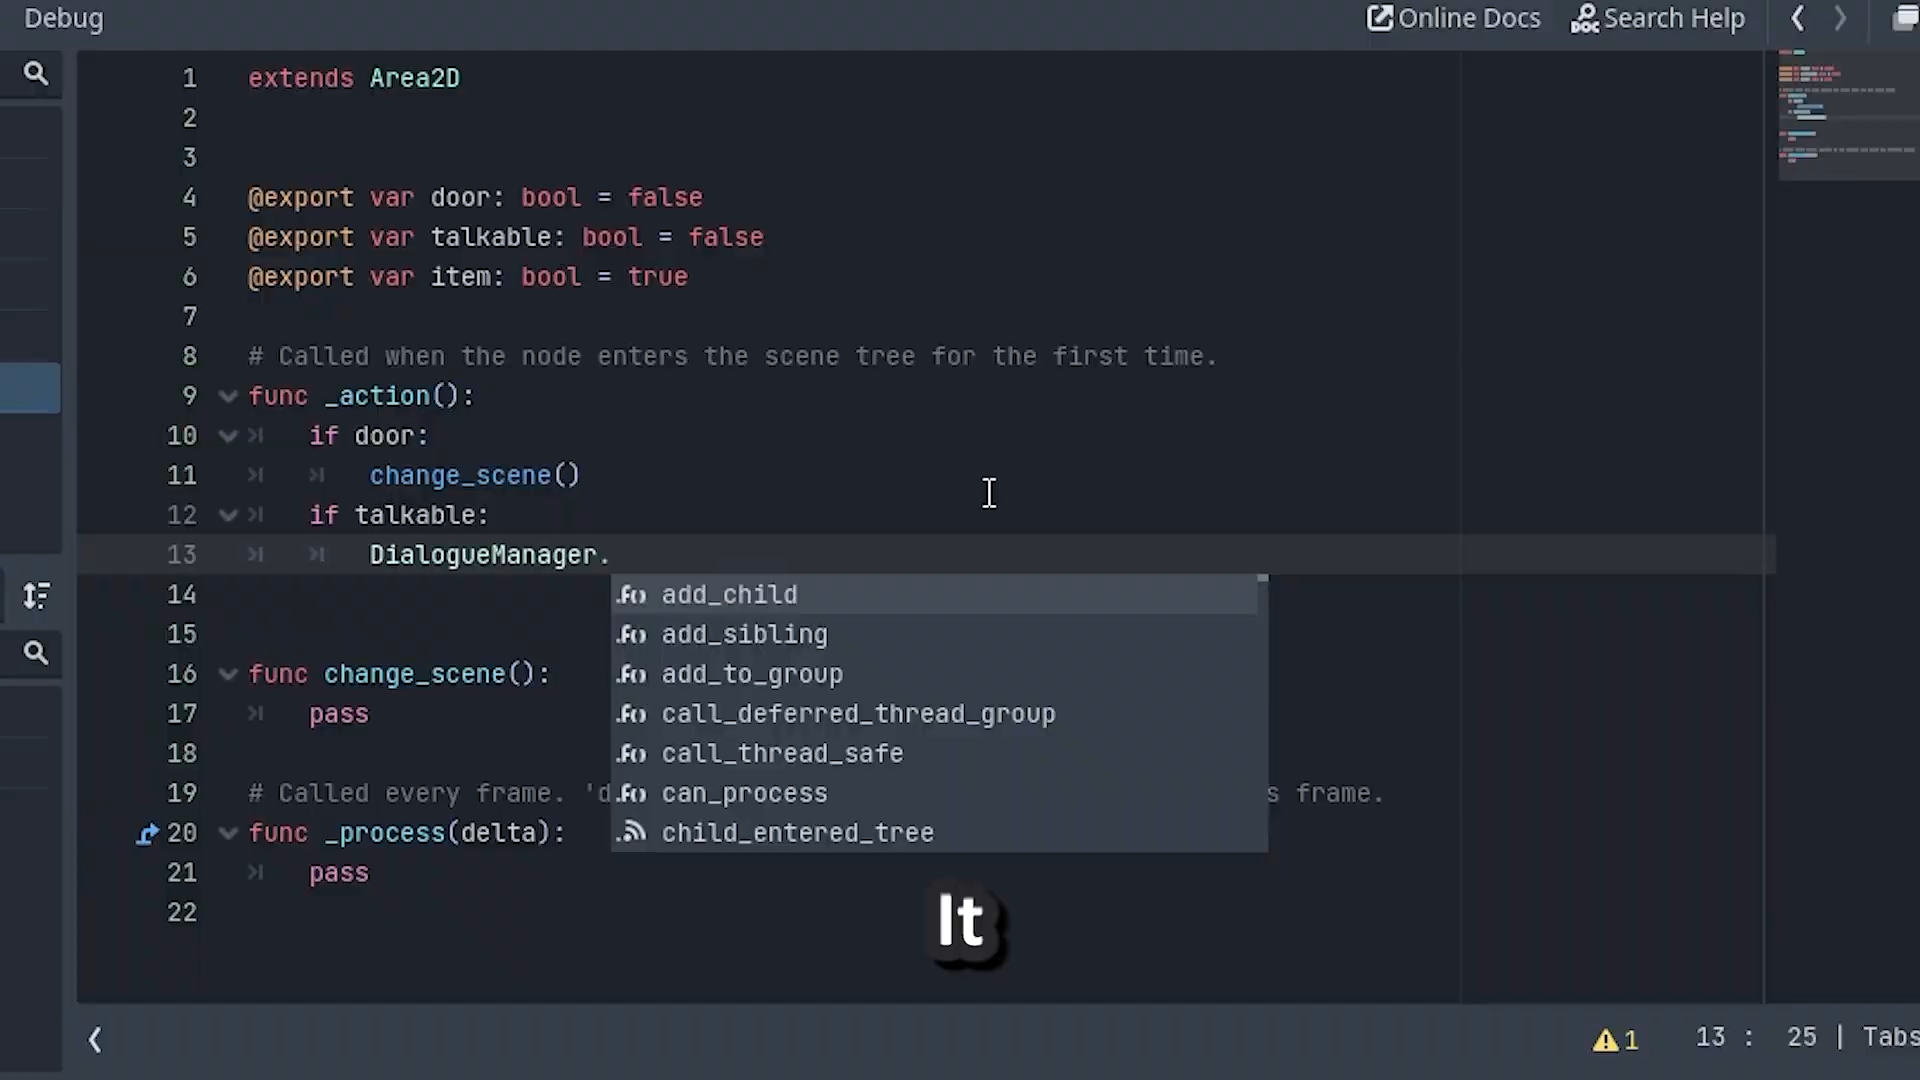 Debug
Online Docs
Search Help
1 extends Area2D
2
3
4 @export var door: bool = false
5 @export var talkable: bool = false
6 @export var item: bool = true
7
8 # Called when the node enters the scene tree for the first time.
9 func _action():
10 if door:
11 change_scene()
12 if talkable:
13 DialogueManager.
14 add_child
15 add_sibling
16 func change_scene(): add_to_group
17 pass call_deferred_thread_group
18 call_thread_safe
19 # Called every frame. 'd can_process s frame.
20 func _process(delta): child_entered_tree
21 pass
22
It
1 13 : 25 | Tabs